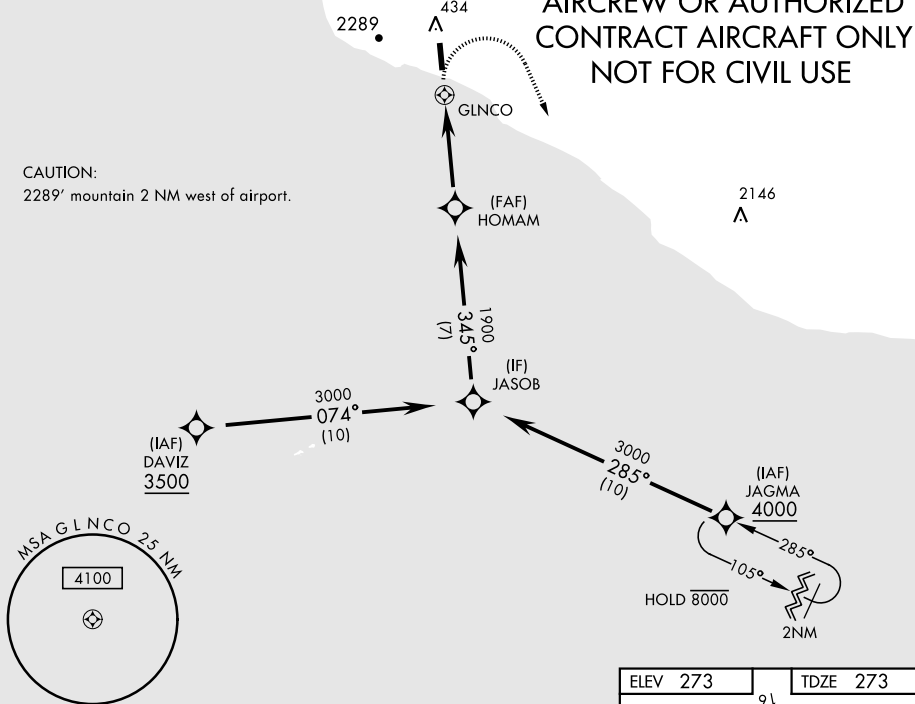 AIRCREW OR AUTHORIZED
CONTRACT AIRCRAFT ONLY
NOT FOR CIVIL USE
434
2289
GLNCO
CAUTION:
2289' mountain 2 NM west of airport.
2146
(FAF)
HOMAM
1900
345°
(7)
(IF)
JASOB
3000
074°
(10)
(IAF)
DAVIZ
3500
3000
285°
(10)
(IAF)
JAGMA
4000
285°
105°
HOLD 8000
2NM
MSA GLNCO 25 NM
4100
ELEV 273
TDZE 273